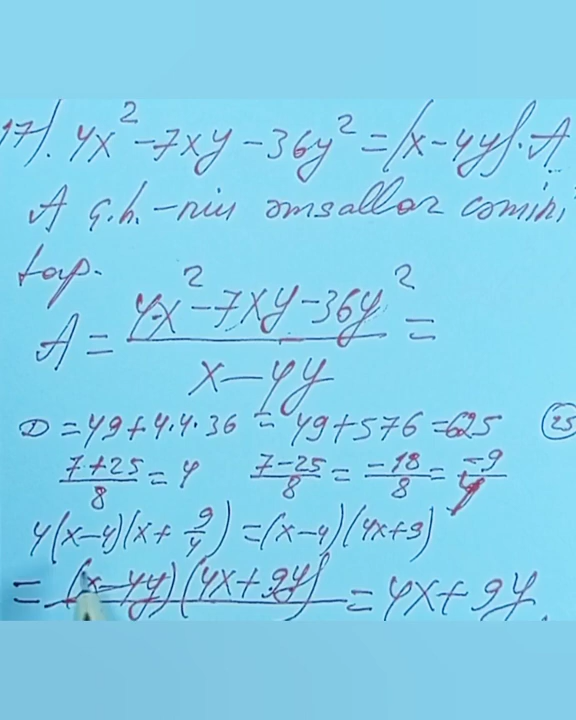 17). 4x² - 7xy - 36y² = (x - 4y) · A
A ç.h.-nin əmsallar cəmini
tap.
A = (4x² - 7xy - 36y²) / (x - 4y) =
D = 49 + 4·4·36 = 49 + 576 = 625 (25)
(7+25)/8 = 4 (7-25)/8 = -18/8 = -9/4
4(x-4)(x + 9/4) = (x-4)(4x+9)
= (x-4y)(4x+9y) / = 4x + 9y.